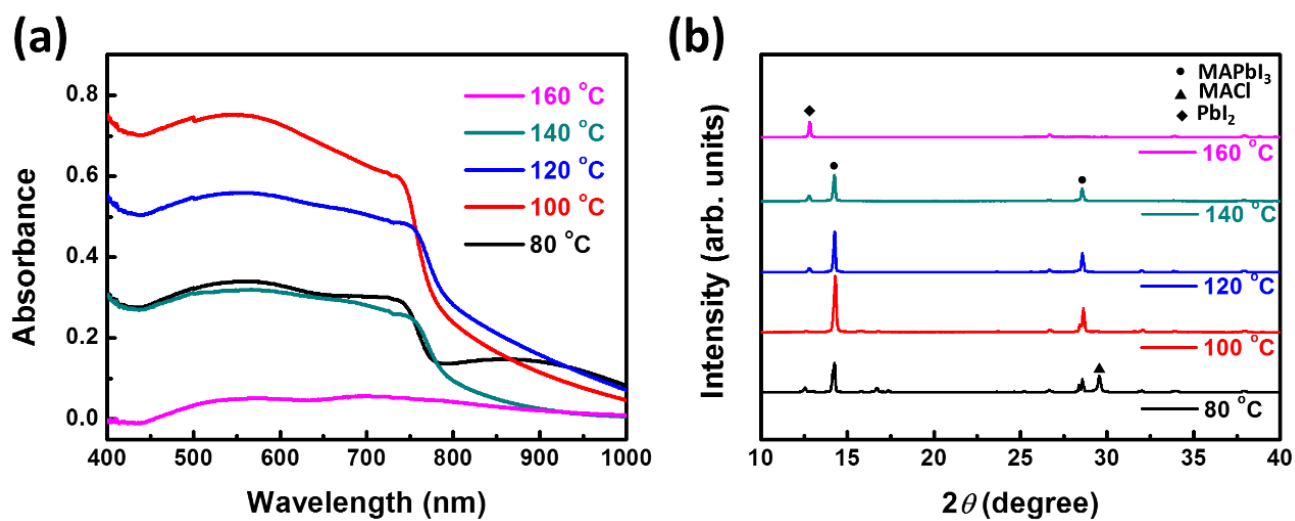 (a)
0.8
0.6
0.4
0.2
0.0
Absorbance
160 °C
140 °C
120 °C
100 °C
80 °C
400 500 600 700 800 900 1000
Wavelength (nm)
(b)
Intensity (arb. units)
● MAPbI₃
▲ MACl
◆ PbI₂
160 °C
140 °C
120 °C
100 °C
80 °C
10 15 20 25 30 35 40
2θ (degree)